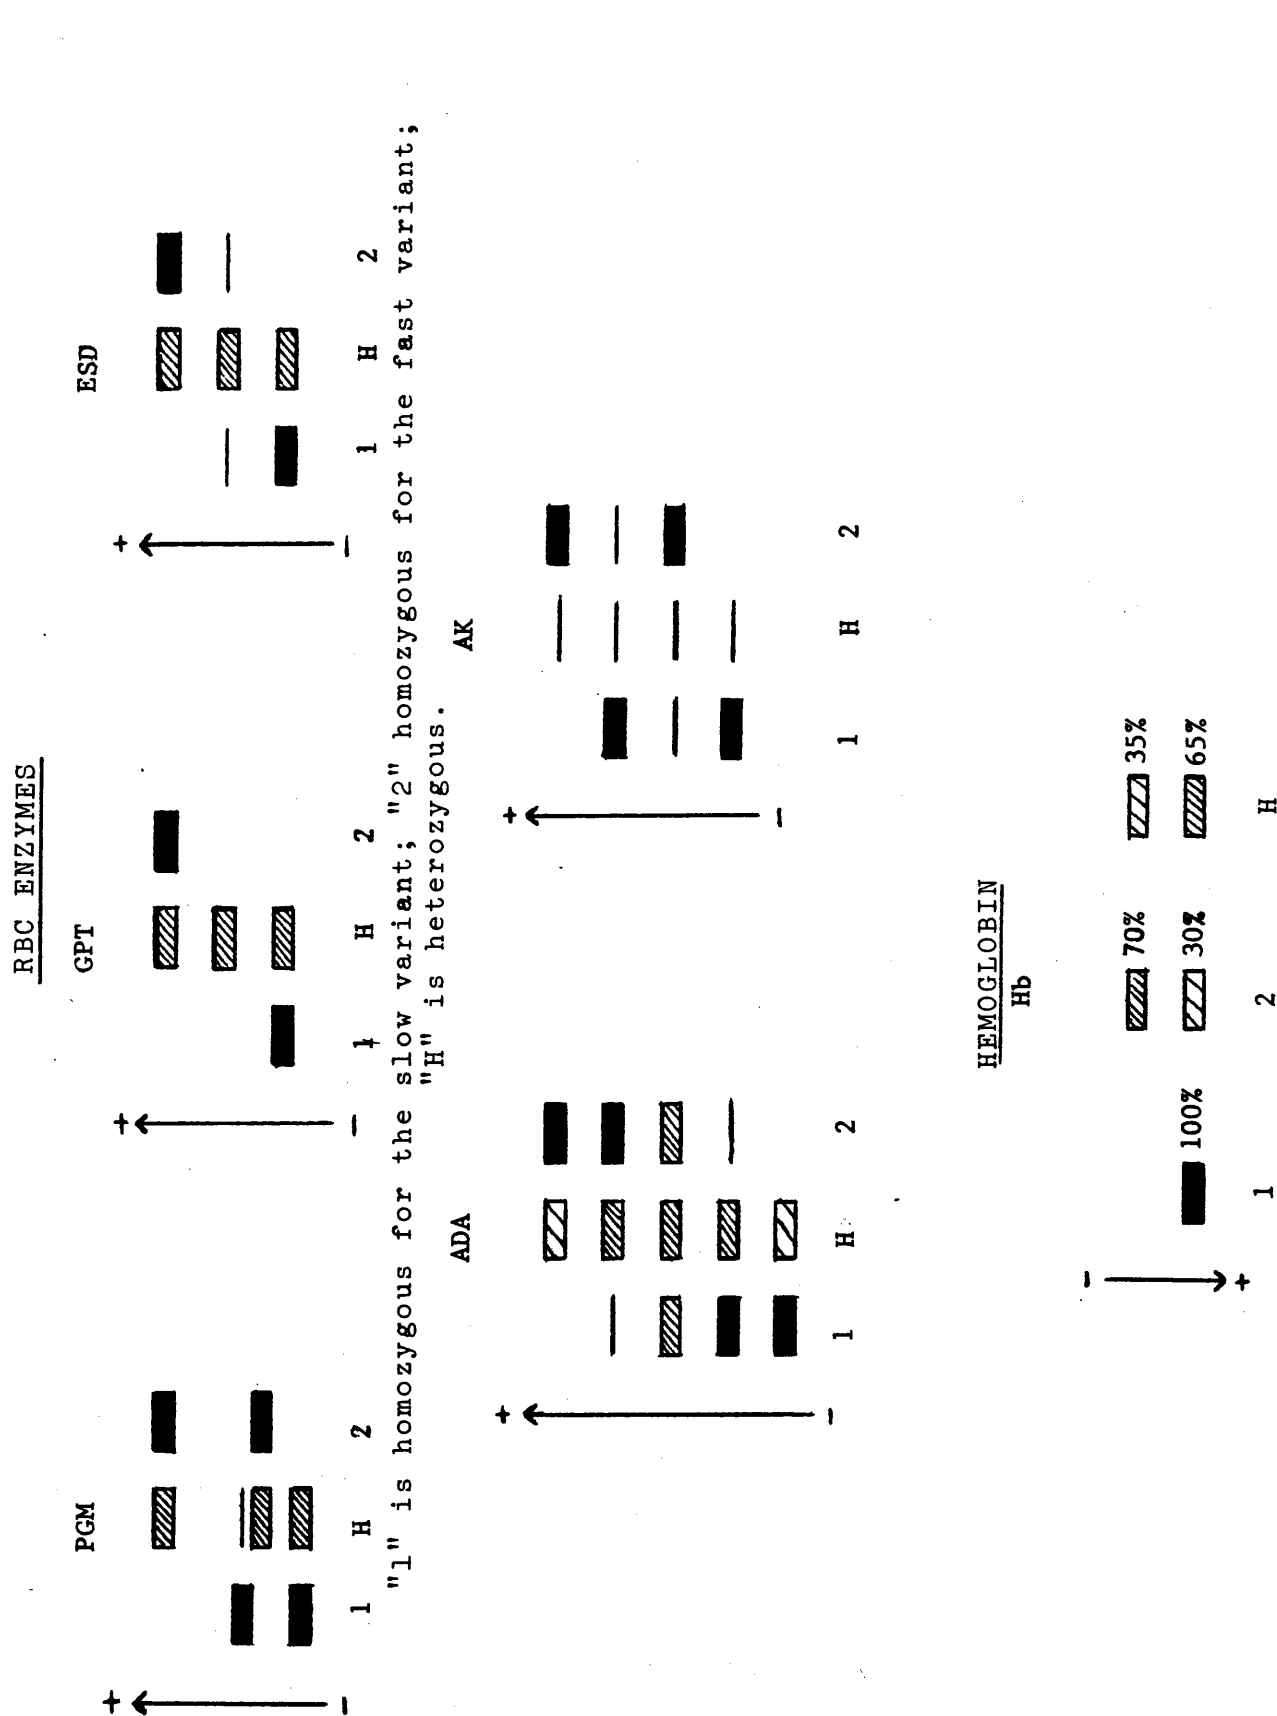 RBC ENZYMES
PGM GPT ESD
+ + +
- - -
1 H 2 1 H 2 1 H 2
"1" is homozygous for the slow variant; "2" homozygous for the fast variant;
"H" is heterozygous.
ADA AK
+ +
- -
1 H 2 1 H 2
HEMOGLOBIN
Hb
-
70% 35%
100% 30% 65%
+
1 2 H